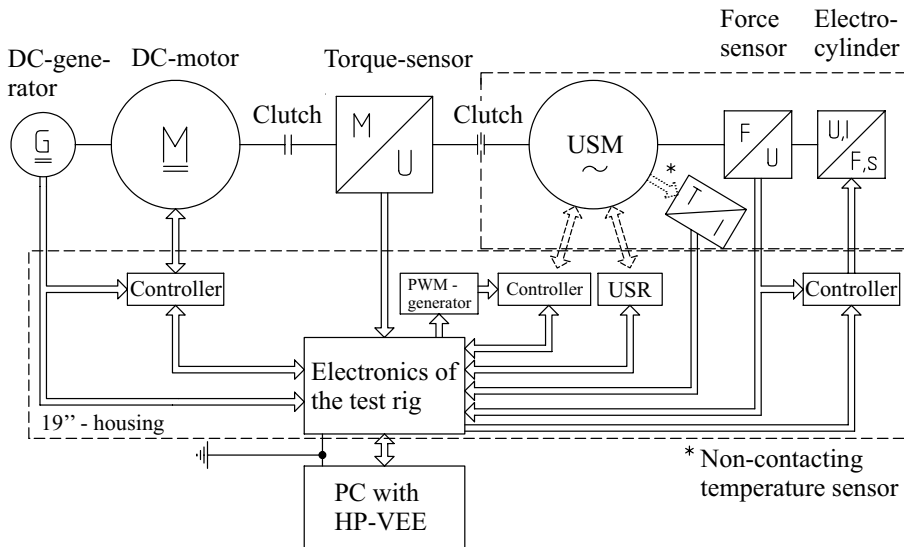 Force
sensor
Electro-
cylinder
DC-gene-
rator
DC-motor
Torque-sensor
Clutch
Clutch
G
M
M
U
USM
~
*
T
I
F
U
U,I
F,s
Controller
PWM -
generator
Controller
USR
Controller
Electronics of
the test rig
19’’ - housing
PC with
HP-VEE
* Non-contacting
temperature sensor